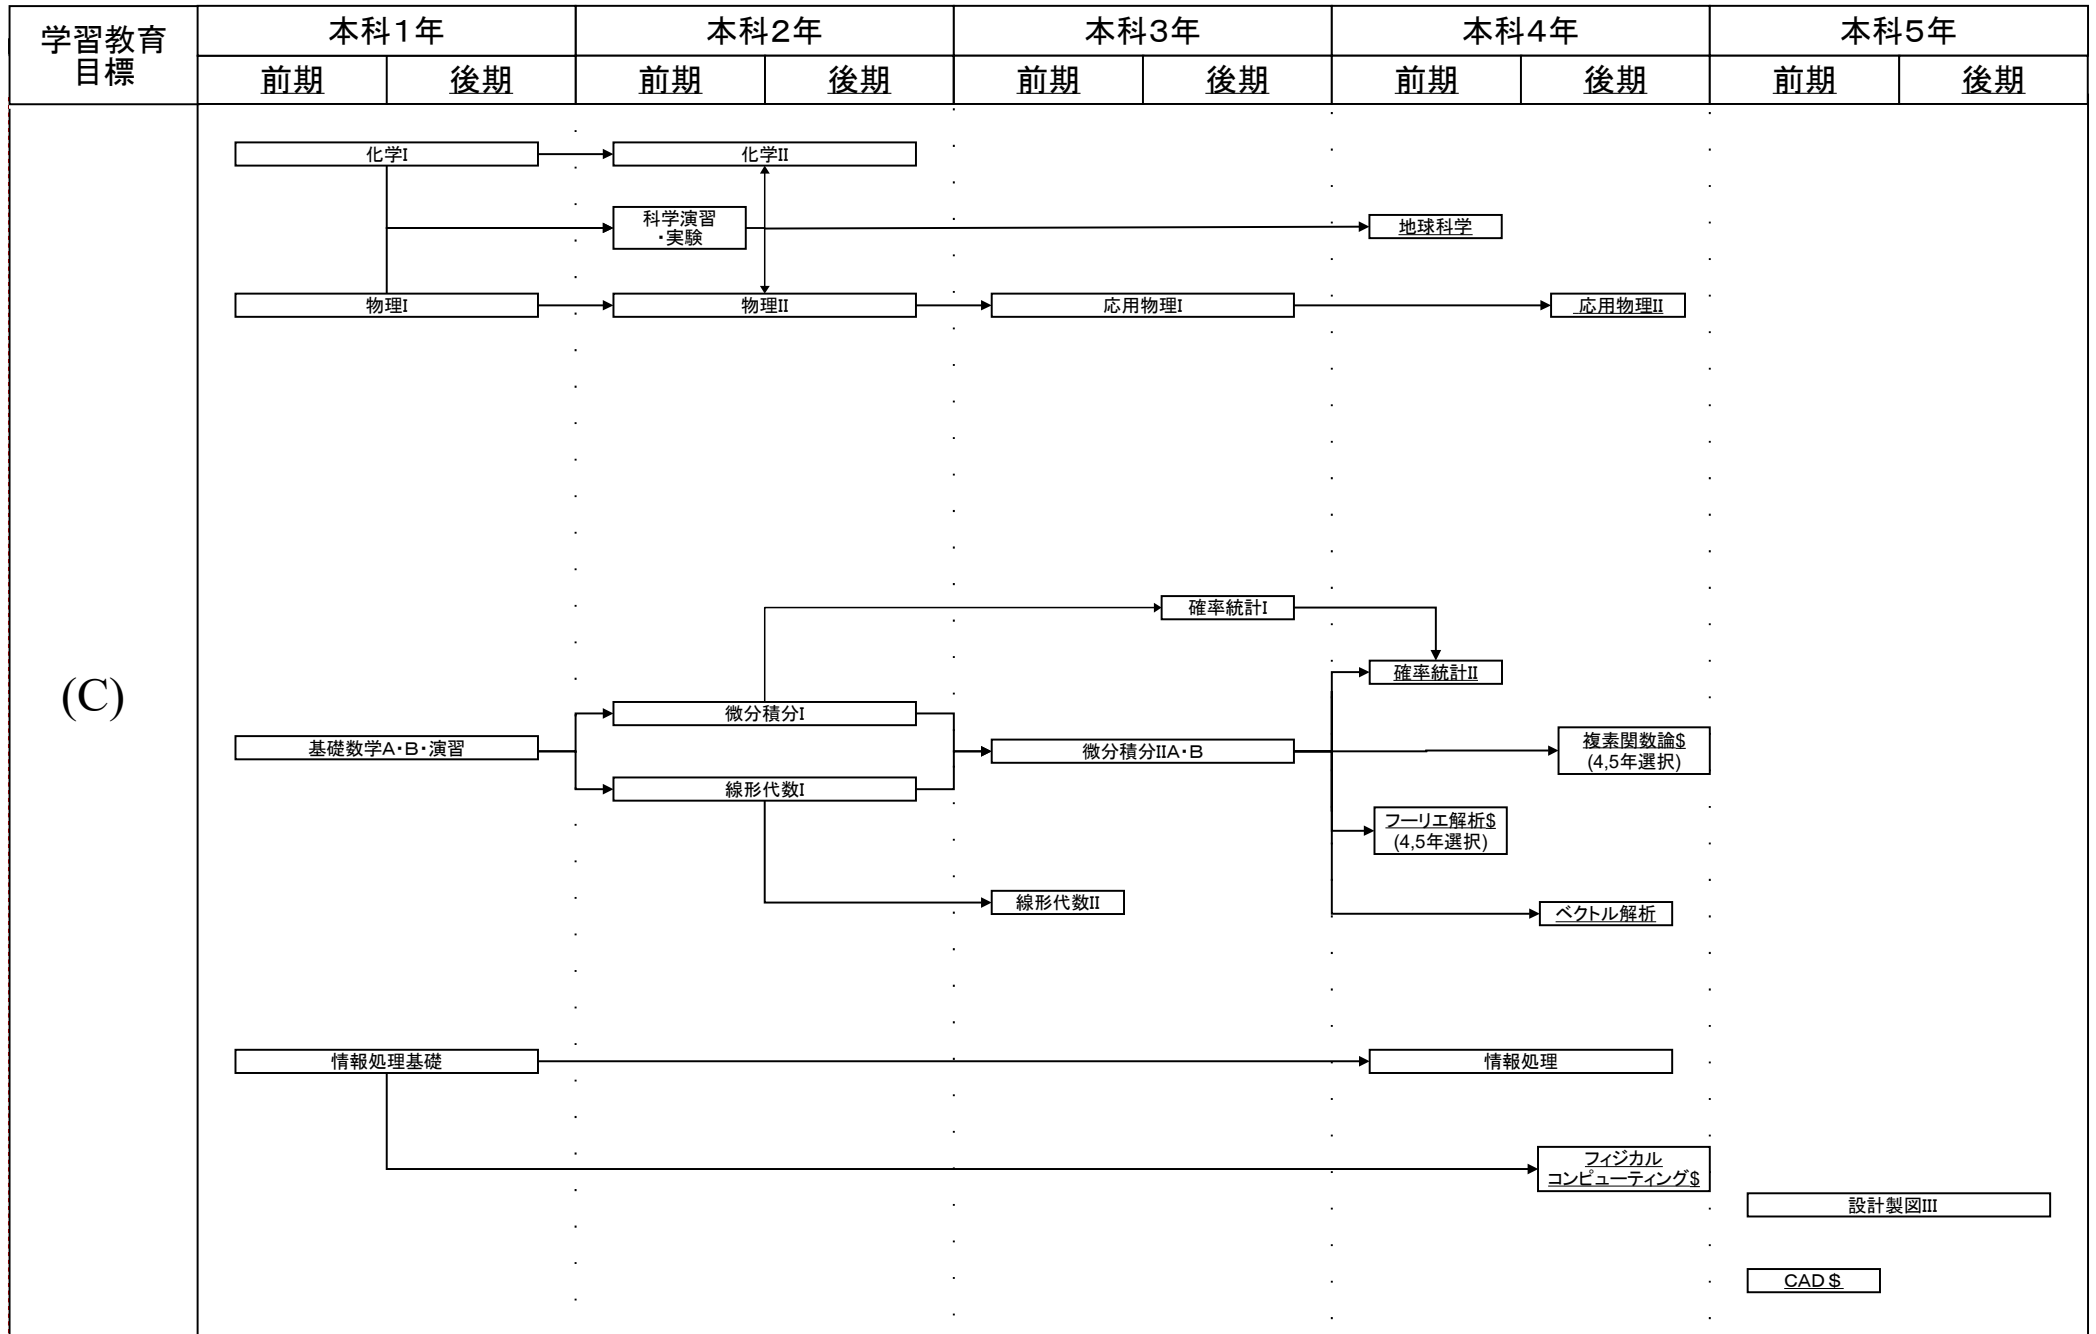 学習教育
目標
本科1年
本科2年
本科3年
本科4年
本科5年
前期
後期
前期
後期
前期
後期
前期
後期
前期
後期
(C)
化学I
化学II
科学演習
・実験
地球科学
物理I
物理II
応用物理I
応用物理II
確率統計I
確率統計II
微分積分I
基礎数学A・B・演習
微分積分IIA・B
複素関数論$
(4,5年選択)
線形代数I
フーリエ解析$
(4,5年選択)
線形代数II
ベクトル解析
情報処理基礎
情報処理
フィジカル
コンピューティング$
設計製図III
CAD＄